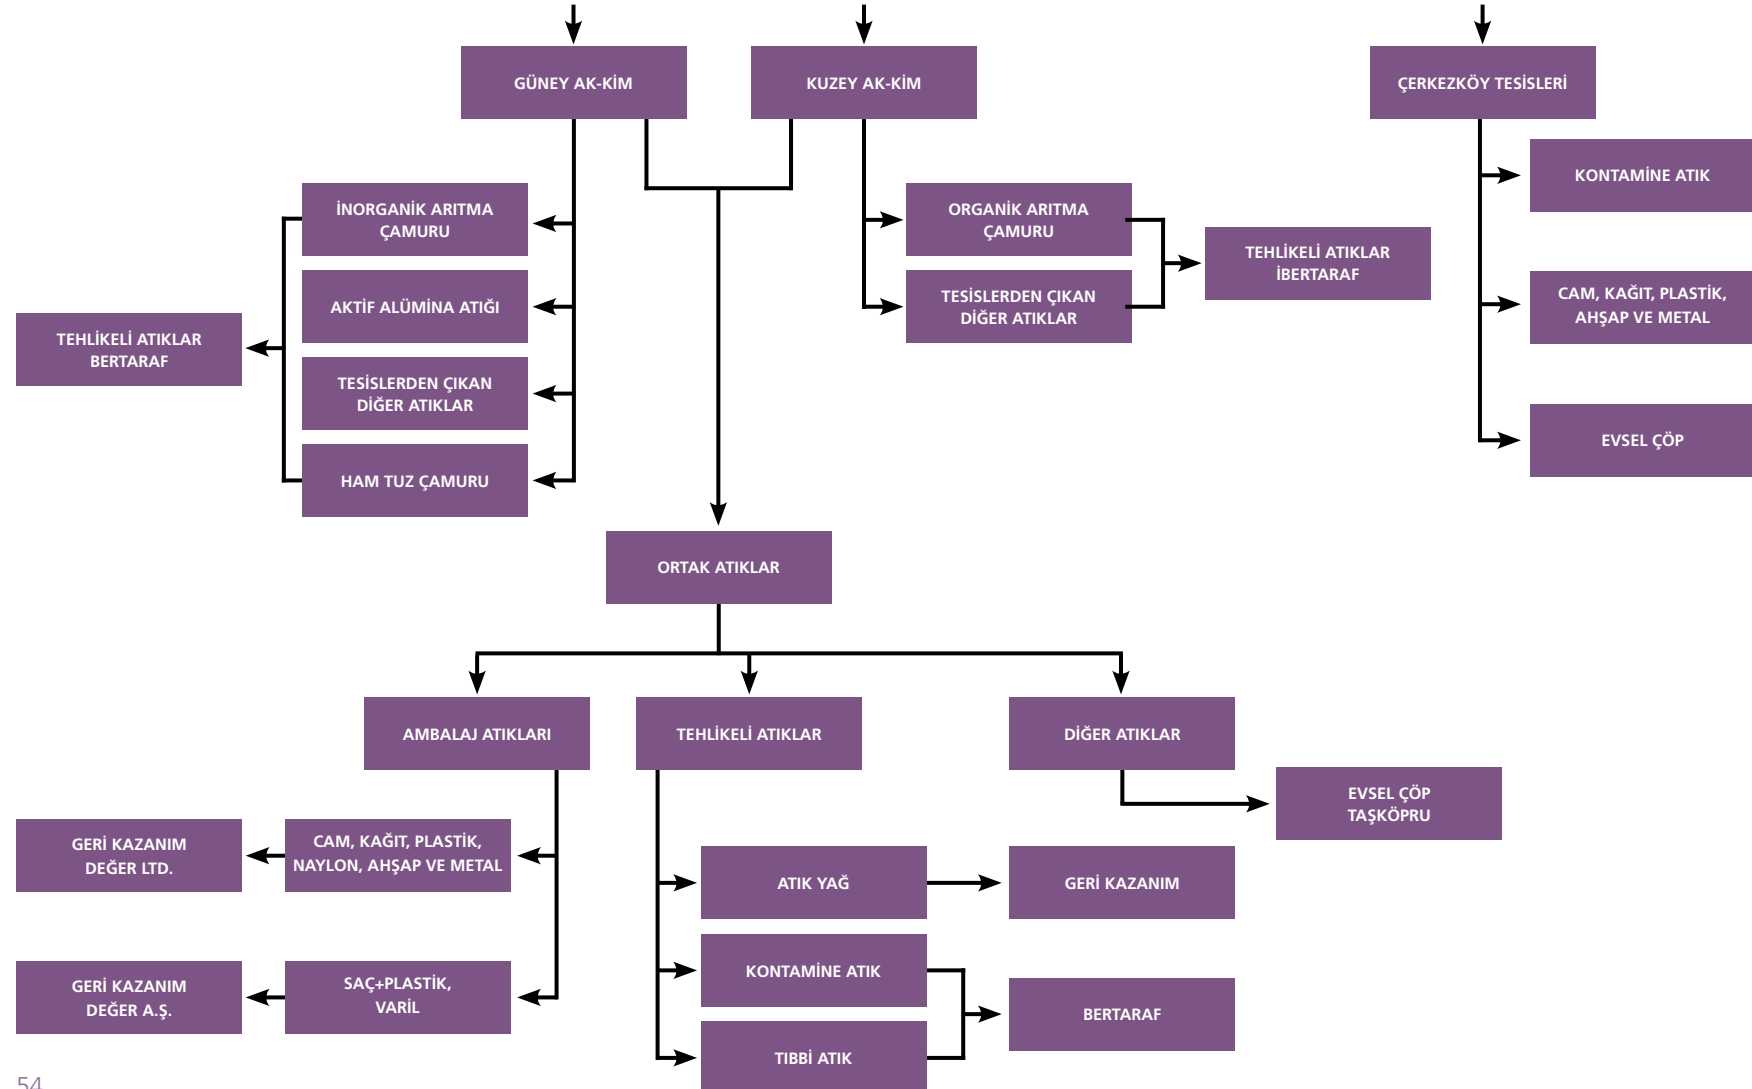 GÜNEY AK-KİM
KUZEY AK-KİM
ÇERKEZKÖY TESİSLERİ
KONTAMİNE ATIK
CAM, KAĞIT, PLASTİK,
AHŞAP VE METAL
EVSEL ÇÖP
İNORGANİK ARITMA
ÇAMURU
AKTİF ALÜMİNA ATIĞI
TESİSLERDEN ÇIKAN
DİĞER ATIKLAR
HAM TUZ ÇAMURU
TEHLİKELİ ATIKLAR
BERTARAF
ORGANİK ARITMA
ÇAMURU
TESİSLERDEN ÇIKAN
DİĞER ATIKLAR
TEHLİKELİ ATIKLAR
İBERTARAF
ORTAK ATIKLAR
AMBALAJ ATIKLARI
TEHLİKELİ ATIKLAR
DİĞER ATIKLAR
EVSEL ÇÖP
TAŞKÖPRU
GERİ KAZANIM
DEĞER LTD.
CAM, KAĞIT, PLASTİK,
NAYLON, AHŞAP VE METAL
ATIK YAĞ
GERİ KAZANIM
GERİ KAZANIM
DEĞER A.Ş.
SAÇ+PLASTİK,
VARİL
KONTAMİNE ATIK
BERTARAF
TIBBİ ATIK
54